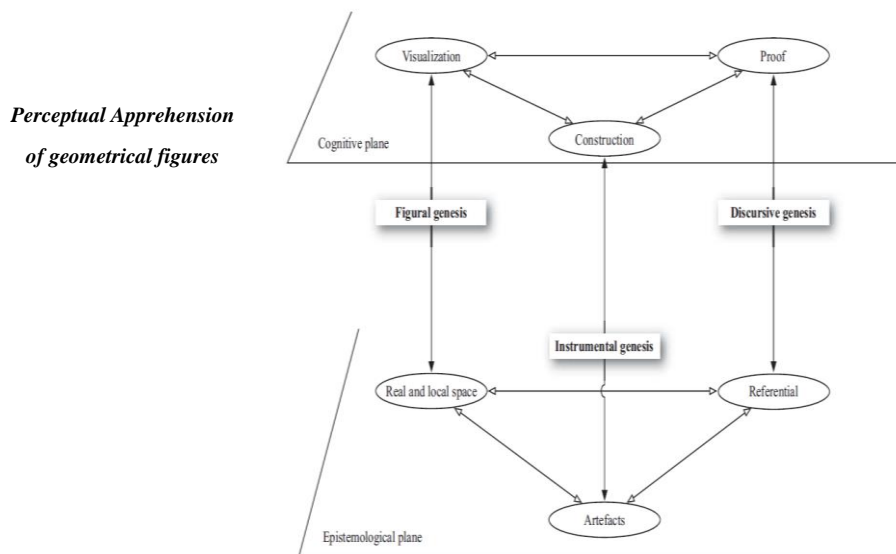 Visualization
Proof
Perceptual Apprehension
of geometrical figures
Construction
Cognitive plane
Figural genesis
Discursive genesis
Instrumental genesis
Real and local space
Referential
Artefacts
Epistemological plane